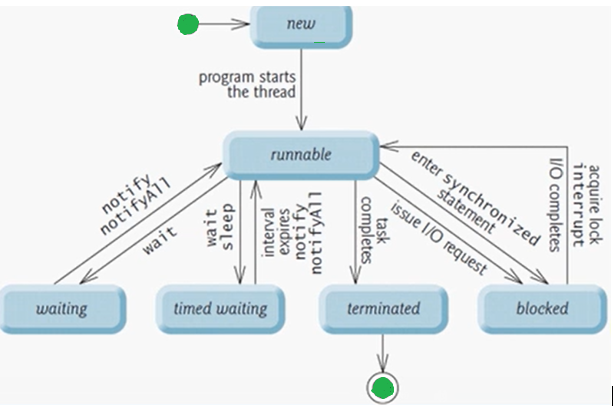 new
program starts
the thread
runnable
notify
notifyAll
wait
wait
sleep
interval
expires
notify
notifyAll
task
completes
enter synchronized
statement
issue I/O request
I/O completes
interrupt
acquire lock
waiting
timed waiting
terminated
blocked